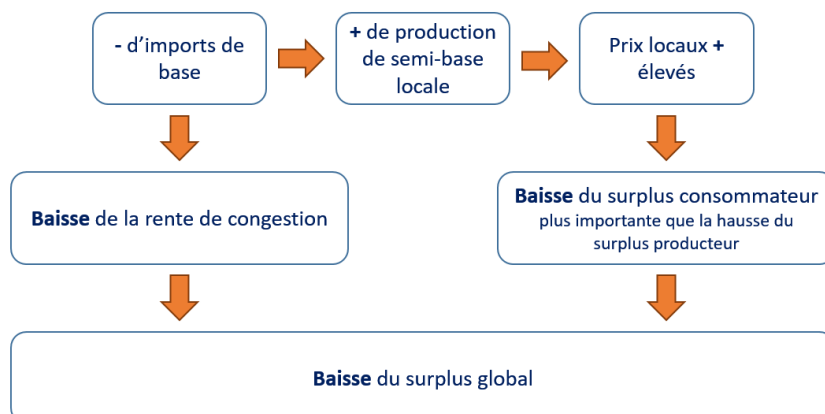 - d'imports de
base
+ de production
de semi-base
locale
Prix locaux +
élevés
Baisse de la rente de congestion
Baisse du surplus consommateur
plus importante que la hausse du
surplus producteur
Baisse du surplus global